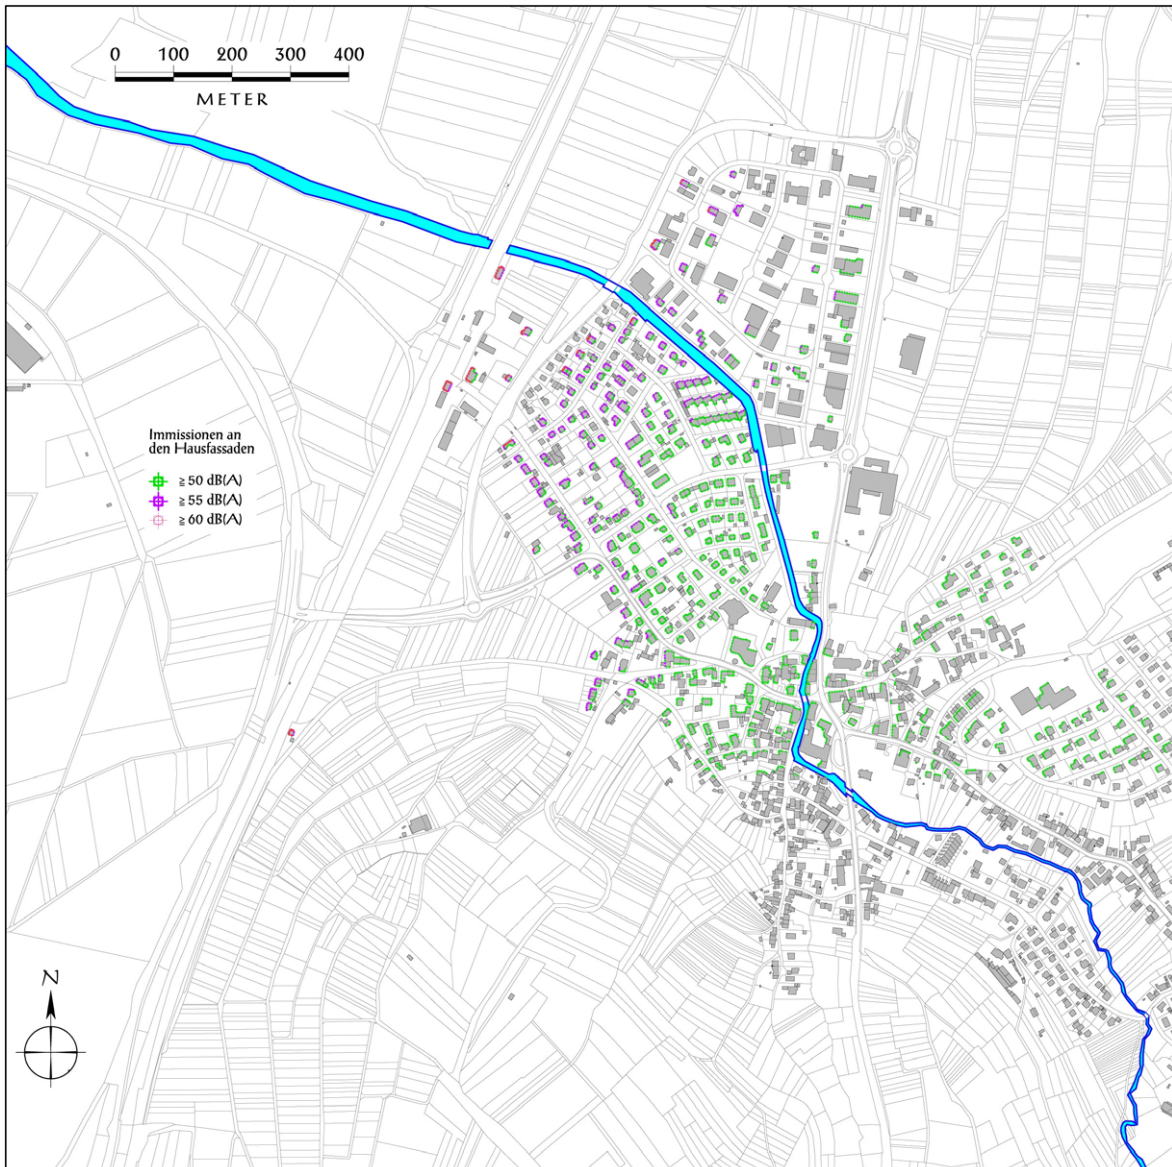 0 100 200 300 400
METER
Immissionen an
den Hausfassaden
≥ 50 dB(A)
≥ 55 dB(A)
≥ 60 dB(A)
N